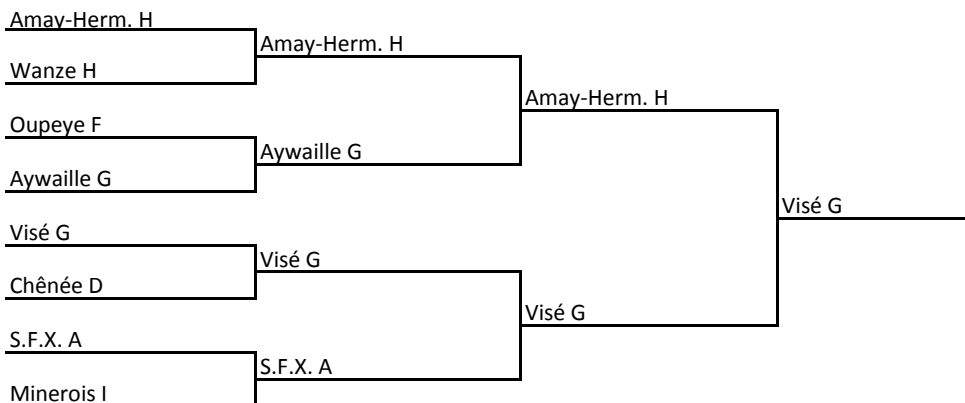 Amay-Herm. H
Wanze H
Oupeye F
Aywaille G
Visé G
Chênée D
S.F.X. A
Minerois I
Amay-Herm. H
Aywaille G
Visé G
S.F.X. A
Amay-Herm. H
Visé G
Visé G